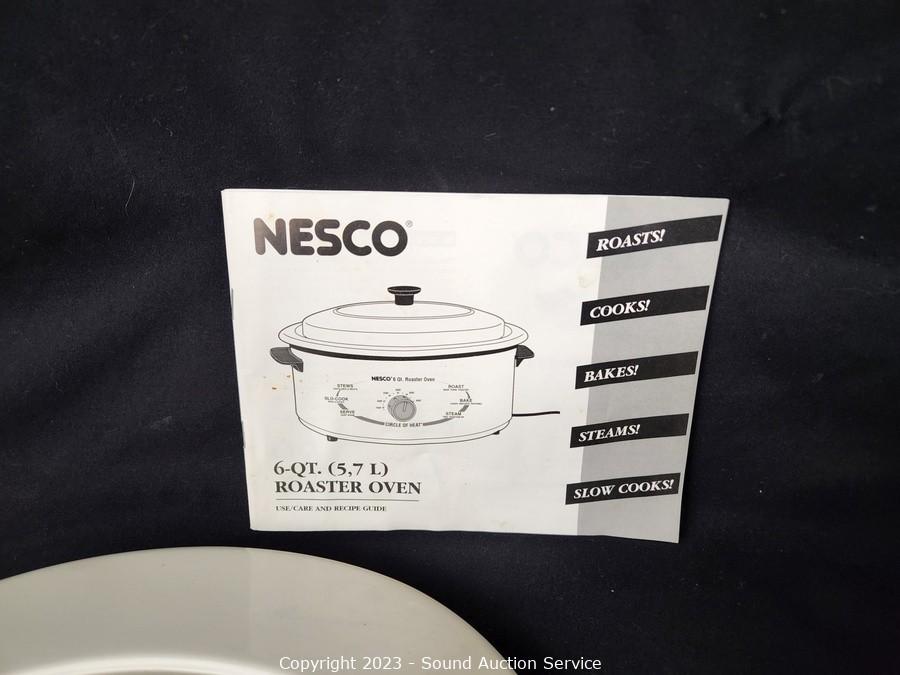 NESCO®
ROASTS!
COOKS!
BAKES!
STEAMS!
SLOW COOKS!
NESCO® 6 Qt. Roaster Oven
STEWS
SLO-COOK
SERVE
ROAST
BAKE
STEAM
CIRCLE OF HEAT
6-QT. (5,7 L)
ROASTER OVEN
USE/CARE AND RECIPE GUIDE
Copyright 2023 - Sound Auction Service